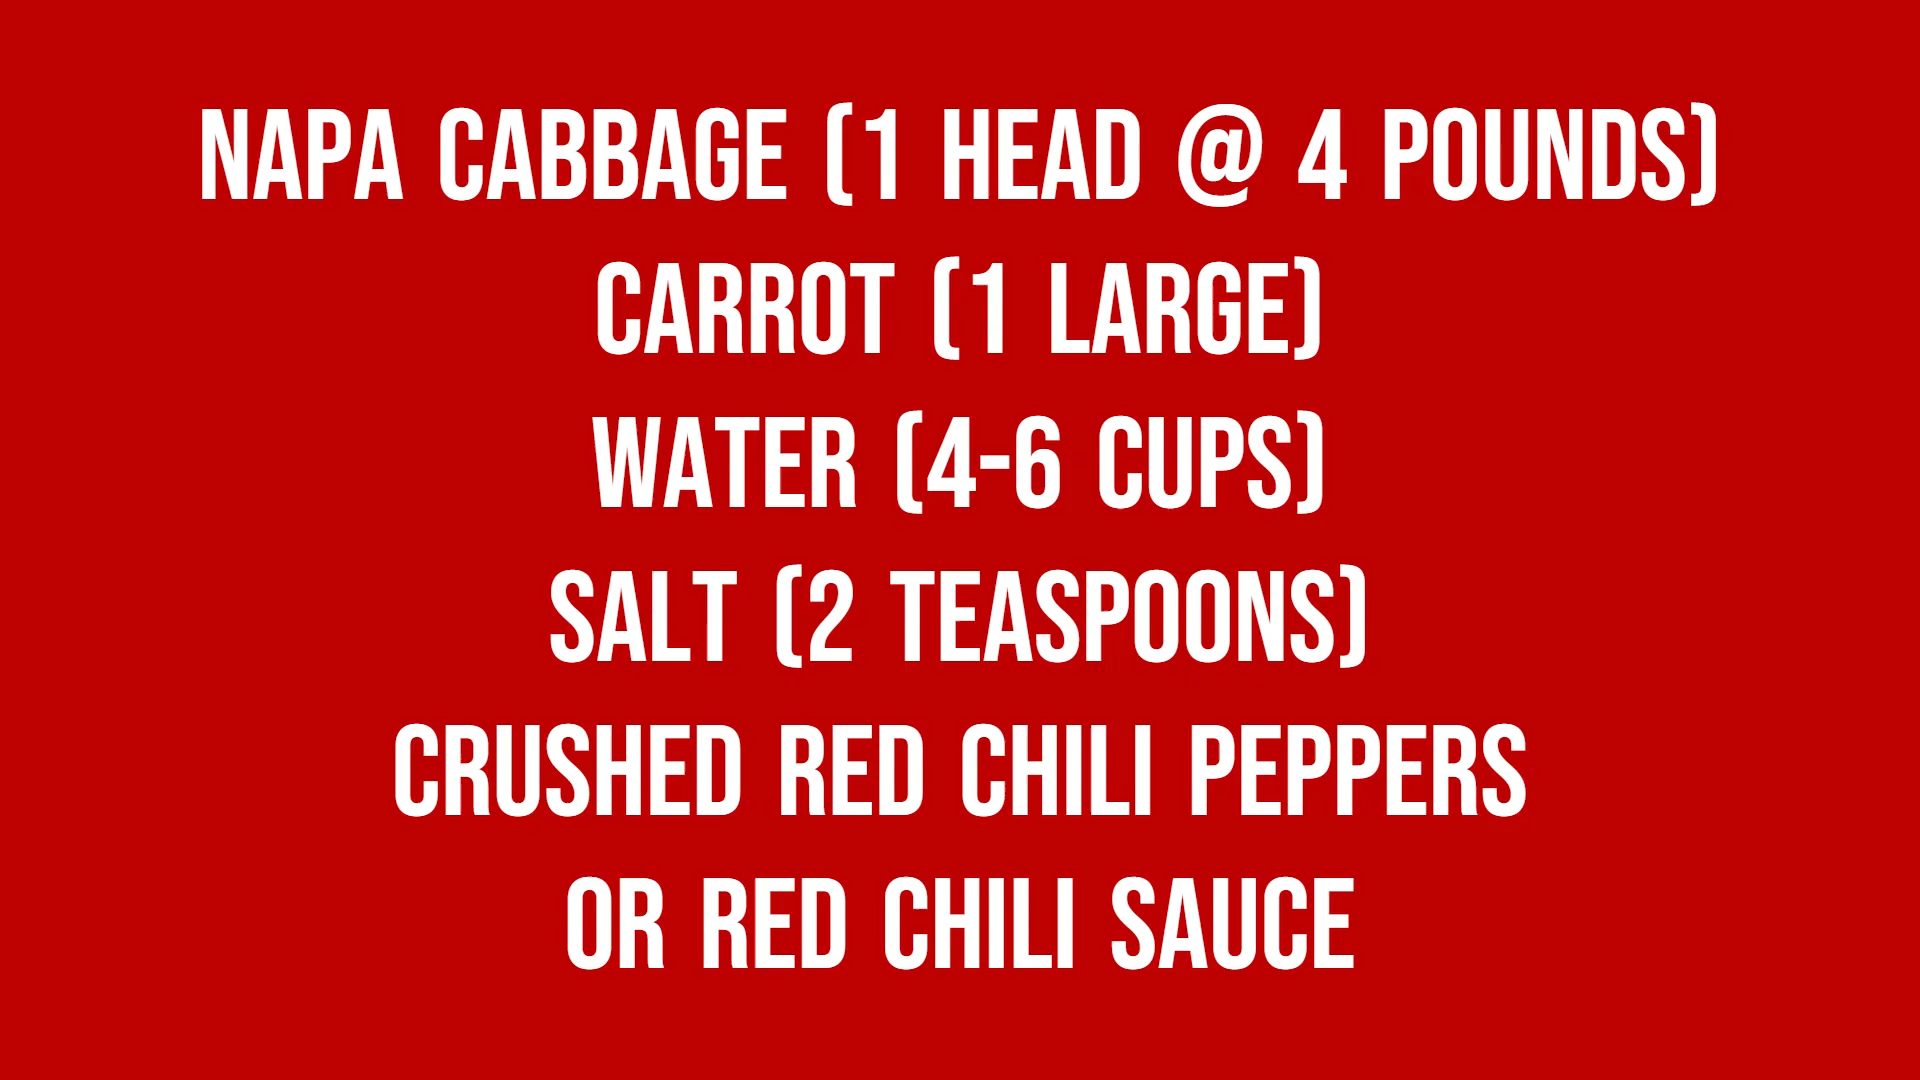 NAPA CABBAGE (1 HEAD @ 4 POUNDS)
CARROT (1 LARGE)
WATER (4-6 CUPS)
SALT (2 TEASPOONS)
CRUSHED RED CHILI PEPPERS
OR RED CHILI SAUCE